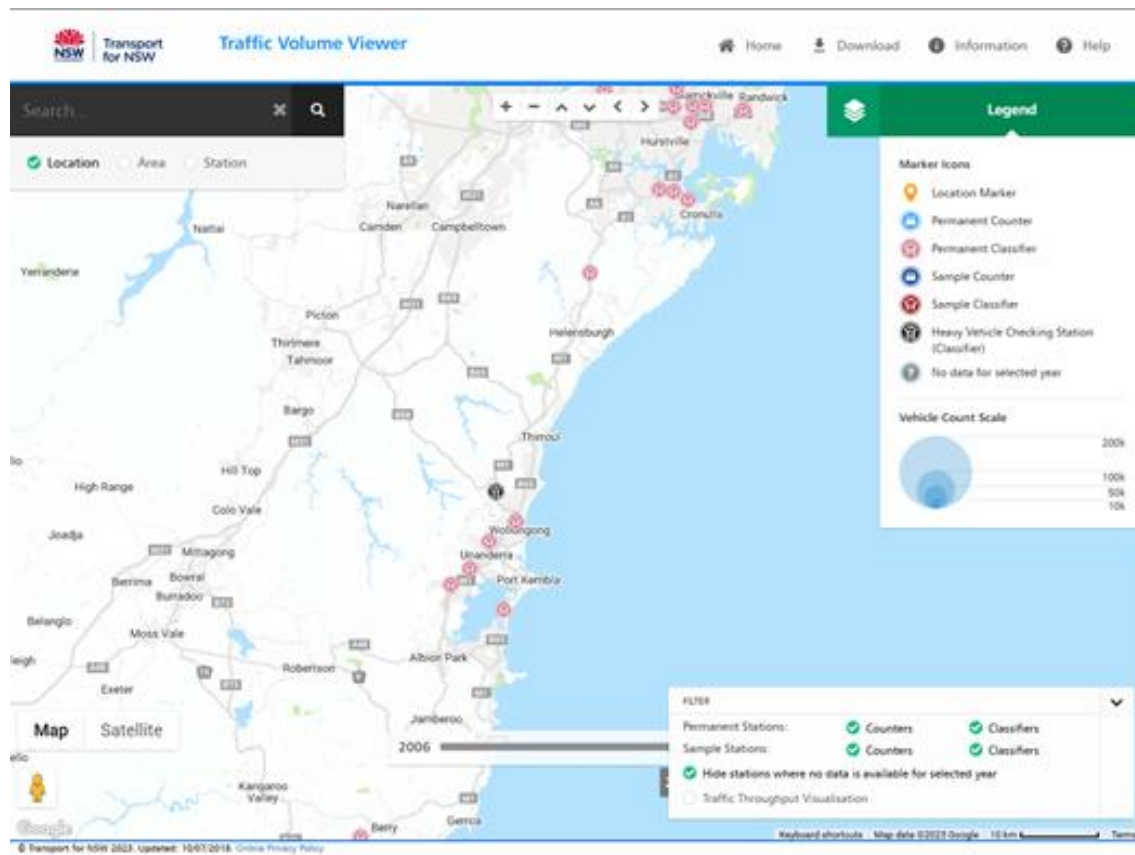 NSW Transport for NSW
Traffic Volume Viewer
Home Download Information Help
Search...
Location Area Station
Legend
Marker Icons
Location Marker
Permanent Counter
Permanent Classifier
Sample Counter
Sample Classifier
Heavy Vehicle Checking Station
(Classifier)
No data for selected year
Vehicle Count Scale
200k
100k
50k
10k
Randwick
Hurstville
Cronulla
Narellan
Camden
Campbelltown
Nattai
Yerranderie
Picton
Thirlmere
Tahmoor
Helensburgh
Bargo
Thirroul
Hill Top
High Range
Colo Vale
Wollongong
Joadja
Mittagong
Unanderra
Port Kembla
Berrima
Bowral
Burradoo
Belanglo
Moss Vale
Robertson
Albion Park
Exeter
Jamberoo
Map Satellite
2006
Kangaroo
Valley
Berry
Gerroa
Google
FILTER
Permanent Stations: Counters Classifiers
Sample Stations: Counters Classifiers
Hide stations where no data is available for selected year
Traffic Throughput Visualisation
Keyboard shortcuts Map data ©2023 Google 10 km Terms
© Transport for NSW 2023. Updated: 10/07/2018. Online Privacy Policy